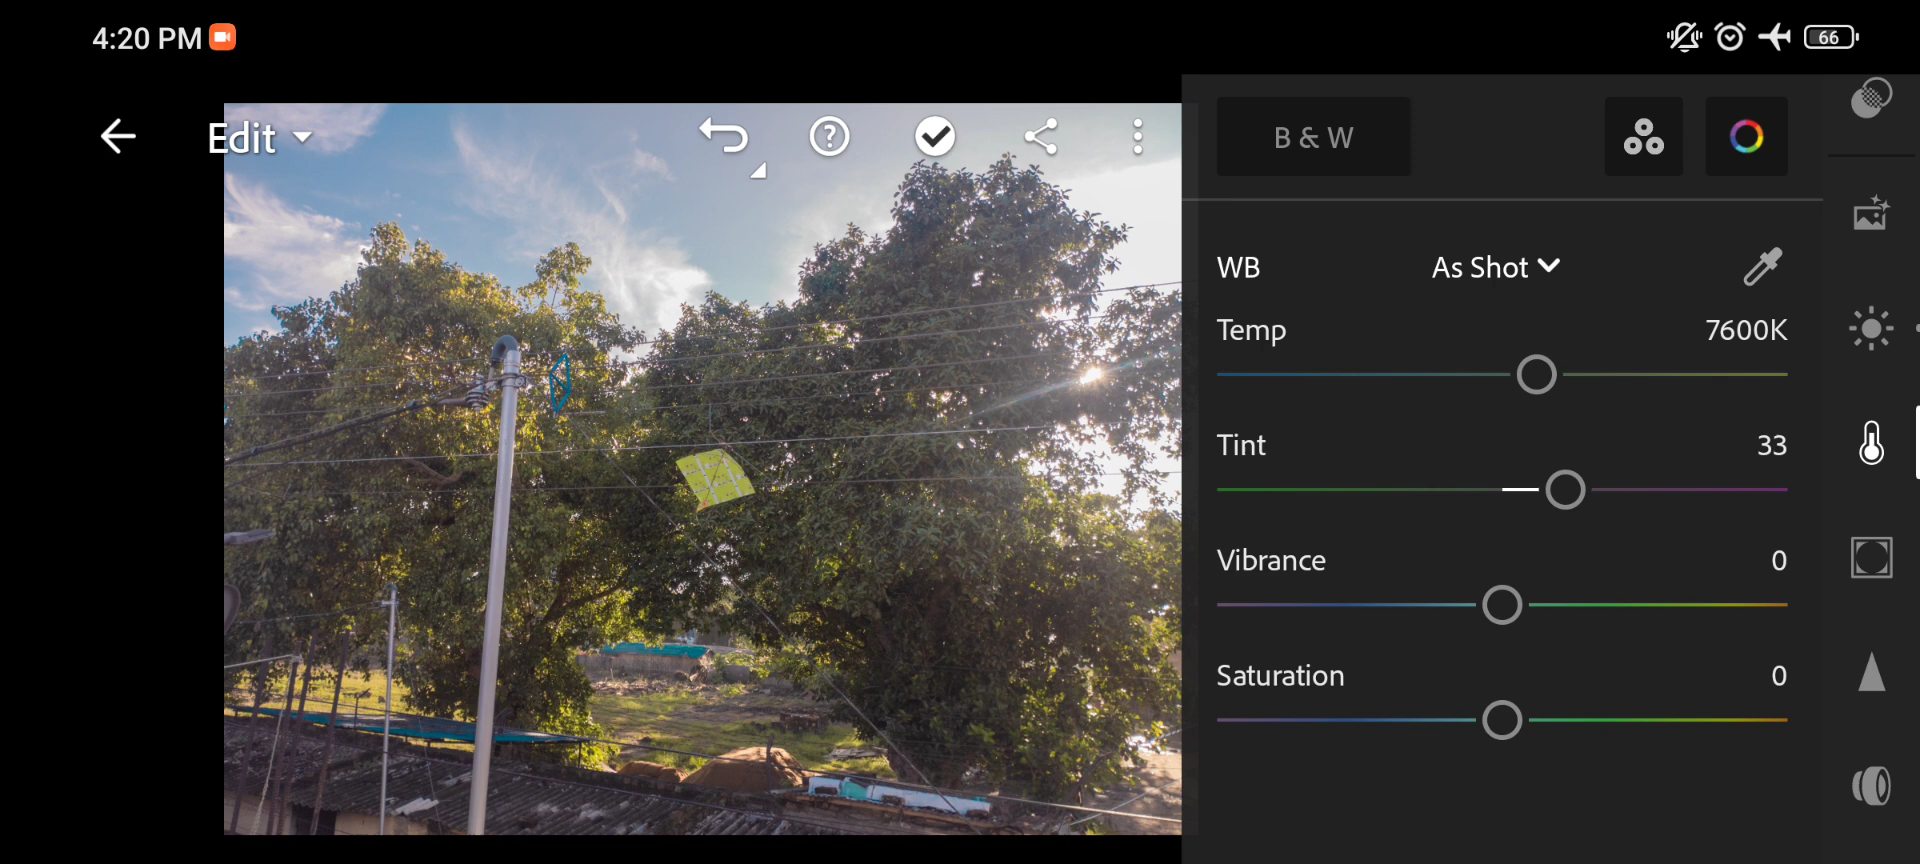 4:20 PM
66
Edit
B & W
WB As Shot
Temp 7600K
Tint 33
Vibrance 0
Saturation 0